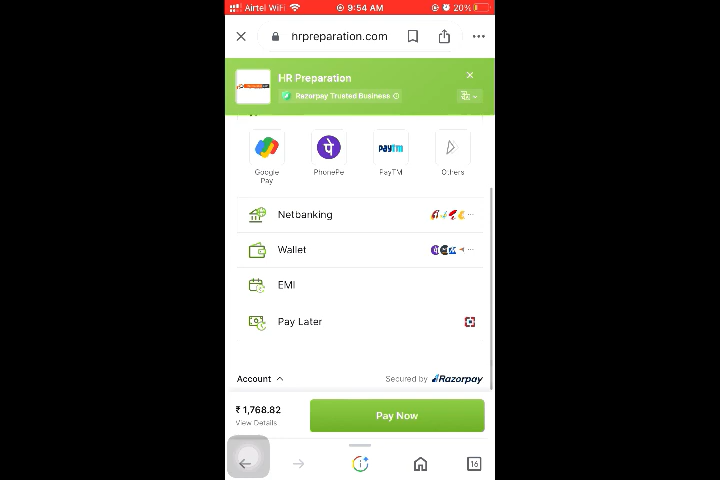 Airtel WiFi 9:54 AM 20%
hrpreparation.com
HR Preparation
Razorpay Trusted Business
Google Pay PhonePe PayTM Others
Netbanking
Wallet
EMI
Pay Later
Account Secured by Razorpay
₹ 1,768.82
View Details
Pay Now
16